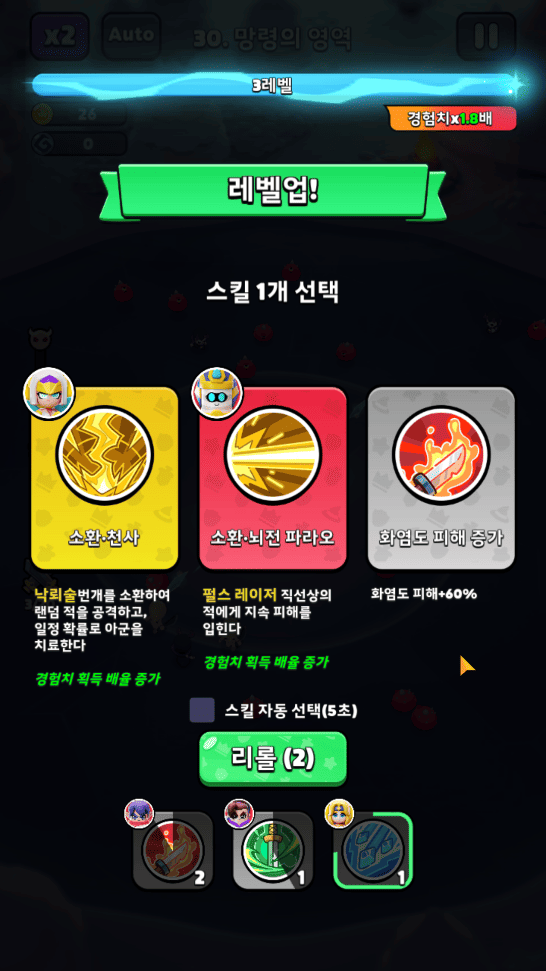 x2
Auto
30. 망령의 영역
3레벨
26
경험치x1.8배
0
레벨업!
스킬 1개 선택
소환·천사
소환·뇌전 파라오
화염도 피해 증가
낙뢰술번개를 소환하여
랜덤 적을 공격하고,
일정 확률로 아군을
치료한다
경험치 획득 배율 증가
펄스 레이저 직선상의
적에게 지속 피해를
입힌다
경험치 획득 배율 증가
화염도 피해+60%
스킬 자동 선택(5초)
리롤 (2)
2
1
1